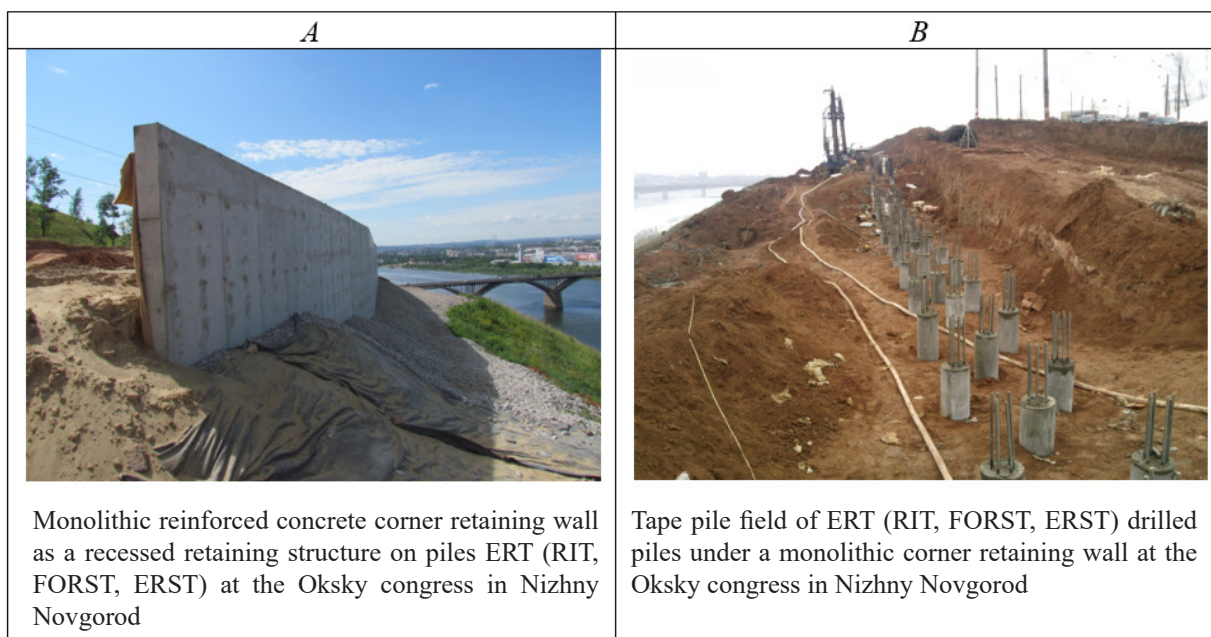 A
B
Monolithic reinforced concrete corner retaining wall
as a recessed retaining structure on piles ERT (RIT,
FORST, ERST) at the Oksky congress in Nizhny
Novgorod
Tape pile field of ERT (RIT, FORST, ERST) drilled
piles under a monolithic corner retaining wall at the
Oksky congress in Nizhny Novgorod